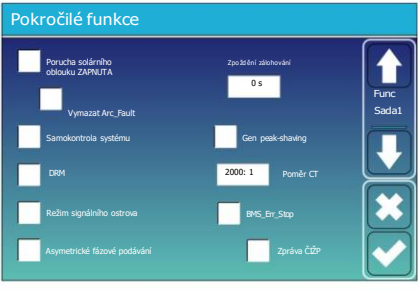 Pokročilé funkce
Porucha solárního
oblouku ZAPNUTA
Zpoždění zálohování
0 s
Vymazat Arc_Fault
Func
Sada1
Samokontrola systému
Gen peak-shaving
DRM
2000: 1
Poměr CT
Režim signálního ostrova
BMS_Err_Stop
Asymetrické fázové podávání
Zpráva ČIŽP